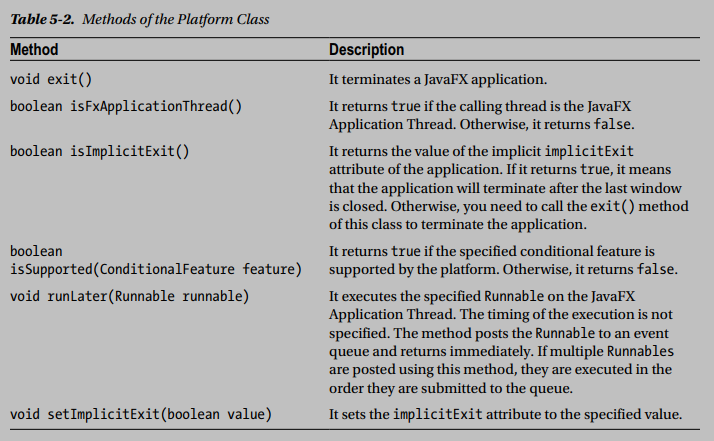 Table 5-2. Methods of the Platform Class
Method Description
void exit() It terminates a JavaFX application.
boolean isFxApplicationThread() It returns true if the calling thread is the JavaFX
Application Thread. Otherwise, it returns false.
boolean isImplicitExit() It returns the value of the implicit implicitExit
attribute of the application. If it returns true, it means
that the application will terminate after the last window
is closed. Otherwise, you need to call the exit() method
of this class to terminate the application.
boolean It returns true if the specified conditional feature is
isSupported(ConditionalFeature feature) supported by the platform. Otherwise, it returns false.
void runLater(Runnable runnable) It executes the specified Runnable on the JavaFX
Application Thread. The timing of the execution is not
specified. The method posts the Runnable to an event
queue and returns immediately. If multiple Runnables
are posted using this method, they are executed in the
order they are submitted to the queue.
void setImplicitExit(boolean value) It sets the implicitExit attribute to the specified value.